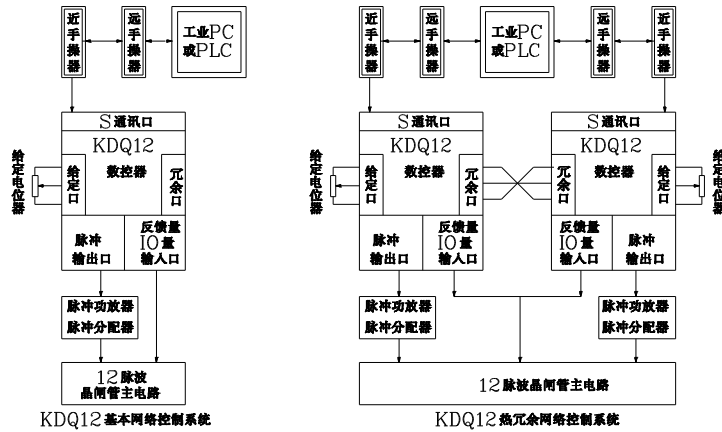 近手操器
远手操器
工业PC
或PLC
S通讯口
KDQ12
数控器
给定电位器
给定口
冗余口
脉冲
输出口
反馈量
IO量
输入口
脉冲功放器
脉冲分配器
12脉波
晶闸管主电路
KDQ12基本网络控制系统
近手操器
远手操器
工业PC
或PLC
远手操器
近手操器
S通讯口
KDQ12
数控器
给定电位器
给定口
冗余口
反馈量
IO量
输入口
脉冲
输出口
S通讯口
KDQ12
数控器
冗余口
给定口
给定电位器
反馈量
IO量
输入口
脉冲
输出口
脉冲功放器
脉冲分配器
脉冲功放器
脉冲分配器
12脉波晶闸管主电路
KDQ12热冗余网络控制系统